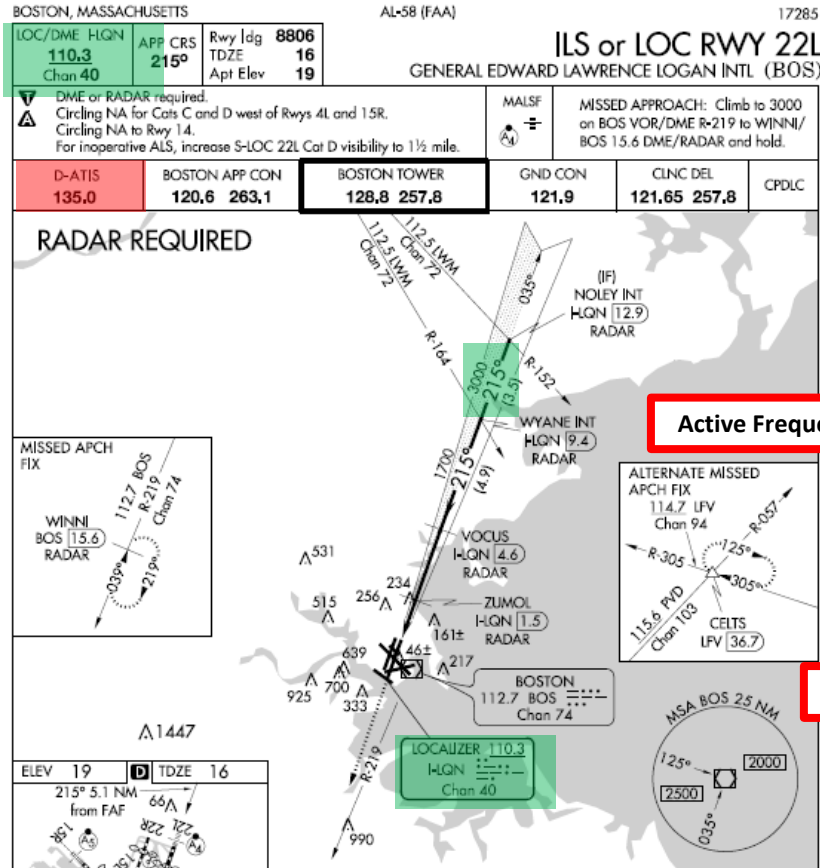 BOSTON, MASSACHUSETTS
AL-58 (FAA)
17285
LOC/DME I-LQN
110.3
Chan 40
APP CRS
215°
Rwy ldg 8806
TDZE 16
Apt Elev 19
ILS or LOC RWY 22L
GENERAL EDWARD LAWRENCE LOGAN INTL (BOS)
T
A
DME or RADAR required.
Circling NA for Cats C and D west of Rwys 4L and 15R.
Circling NA to Rwy 14.
For inoperative ALS, increase S-LOC 22L Cat D visibility to 1½ mile.
MALSF
A4
MISSED APPROACH: Climb to 3000
on BOS VOR/DME R-219 to WINNI/
BOS 15.6 DME/RADAR and hold.
D-ATIS
135.0
BOSTON APP CON
120.6 263.1
BOSTON TOWER
128.8 257.8
GND CON
121.9
CLNC DEL
121.65 257.8
CPDLC
RADAR REQUIRED
112.5 LWM
Chan 72
112.5 LWM
Chan 72
035°
(IF)
NOLEY INT
I-LQN 12.9
RADAR
R-164
R-152
3000
215°
(3.5)
WYANE INT
I-LQN 9.4
RADAR
Active Freque
1700
215°
(4.9)
MISSED APCH
FIX
112.7 BOS
R-219
Chan 74
WINNI
BOS 15.6
RADAR
039°
219°
ALTERNATE MISSED
APCH FIX
114.7 LFV
Chan 94
R-057
R-305
125°
305°
115.6 PVD
Chan 103
CELTS
LFV 36.7
VOCUS
I-LQN 4.6
RADAR
531
234
256
515
ZUMOL
I-LQN 1.5
RADAR
161±
46±
639
217
700
925
333
BOSTON
112.7 BOS
Chan 74
1447
LOCALIZER 110.3
I-LQN
Chan 40
R-219
990
MSA BOS 25 NM
125°
2000
2500
035°
ELEV 19
D
TDZE 16
215° 5.1 NM
from FAF
99
22R
22L
15R
A5
A4